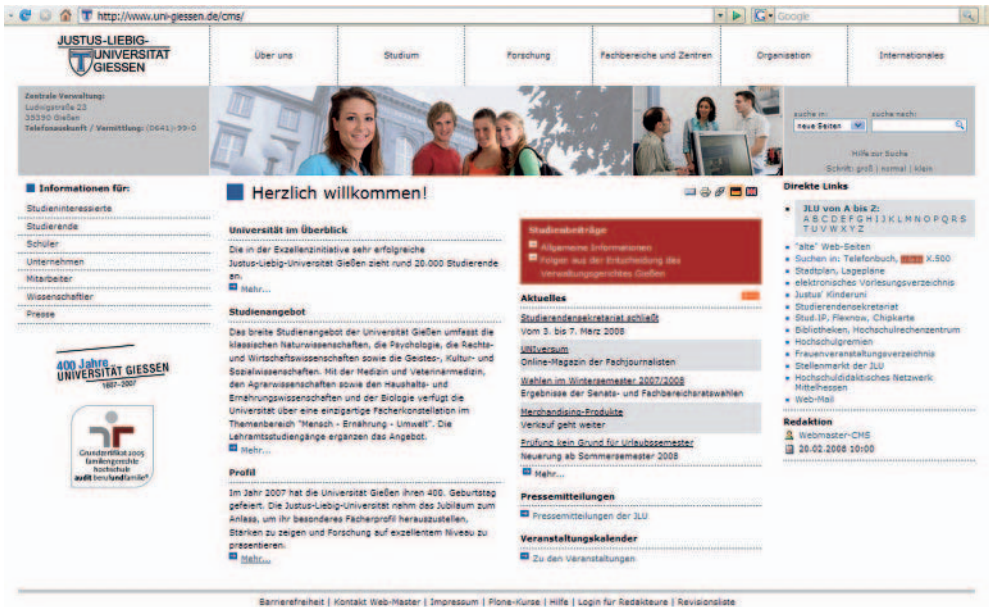 http://www.uni-giessen.de/cms/
Google
JUSTUS-LIEBIG-
UNIVERSITÄT
GIESSEN
Über uns
Studium
Forschung
Fachbereiche und Zentren
Organisation
Internationales
Zentrale Verwaltung:
Ludwigstraße 23
35390 Gießen
Telefonauskunft / Vermittlung: (0641)-99-0
suche in:
suche nach:
neue Seiten
Hilfe zur Suche
Schrift: groß | normal | klein
Informationen für:
Studieninteressierte
Studierende
Schüler
Unternehmen
Mitarbeiter
Wissenschaftler
Presse
400 Jahre
UNIVERSITÄT GIESSEN
1607-2007
Grundzertifikat 2005
familiengerechte
hochschule
audit berufundfamilie®
Herzlich willkommen!
Universität im Überblick
Die in der Exzellenzinitiative sehr erfolgreiche
Justus-Liebig-Universität Gießen zieht rund 20.000 Studierende
an.
Mehr...
Studienangebot
Das breite Studienangebot der Universität Gießen umfasst die
klassischen Naturwissenschaften, die Psychologie, die Rechts-
und Wirtschaftswissenschaften sowie die Geistes-, Kultur- und
Sozialwissenschaften. Mit der Medizin und Veterinärmedizin,
den Agrarwissenschaften sowie den Haushalts- und
Ernährungswissenschaften und der Biologie verfügt die
Universität über eine einzigartige Fächerkonstellation im
Themenbereich "Mensch - Ernährung - Umwelt". Die
Lehramtsstudiengänge ergänzen das Angebot.
Mehr...
Profil
Im Jahr 2007 hat die Universität Gießen ihren 400. Geburtstag
gefeiert. Die Justus-Liebig-Universität nahm das Jubiläum zum
Anlass, um ihr besonderes Fächerprofil herauszustellen,
Stärken zu zeigen und Forschung auf exzellentem Niveau zu
präsentieren.
Mehr...
Studienbeiträge
Allgemeine Informationen
Folgen aus der Entscheidung des
Verwaltungsgerichtes Gießen
Aktuelles
Studierendensekretariat schließt
Vom 3. bis 7. März 2008
UNIversum
Online-Magazin der Fachjournalisten
Wahlen im Wintersemester 2007/2008
Ergebnisse der Senats- und Fachbereichsratswahlen
Merchandising-Produkte
Verkauf geht weiter
Prüfung kein Grund für Urlaubssemester
Neuerung ab Sommersemester 2008
Mehr...
Pressemitteilungen
Pressemitteilungen der JLU
Veranstaltungskalender
Zu den Veranstaltungen
Direkte Links
JLU von A bis Z:
A B C D E F G H I J K L M N O P Q R S
T U V W X Y Z
"alte" Web-Seiten
Suchen in: Telefonbuch, X.500
Stadtplan, Lagepläne
elektronisches Vorlesungsverzeichnis
Justus' Kinderuni
Studierendensekretariat
Stud.IP, Flexnow, Chipkarte
Bibliotheken, Hochschulrechenzentrum
Hochschulgremien
Frauenveranstaltungsverzeichnis
Stellenmarkt der JLU
Hochschuldidaktisches Netzwerk
Mittelhessen
Web-Mail
Redaktion
Webmaster-CMS
20.02.2008 10:00
Barrierefreiheit | Kontakt Web-Master | Impressum | Plone-Kurse | Hilfe | Login für Redakteure | Revisionsliste